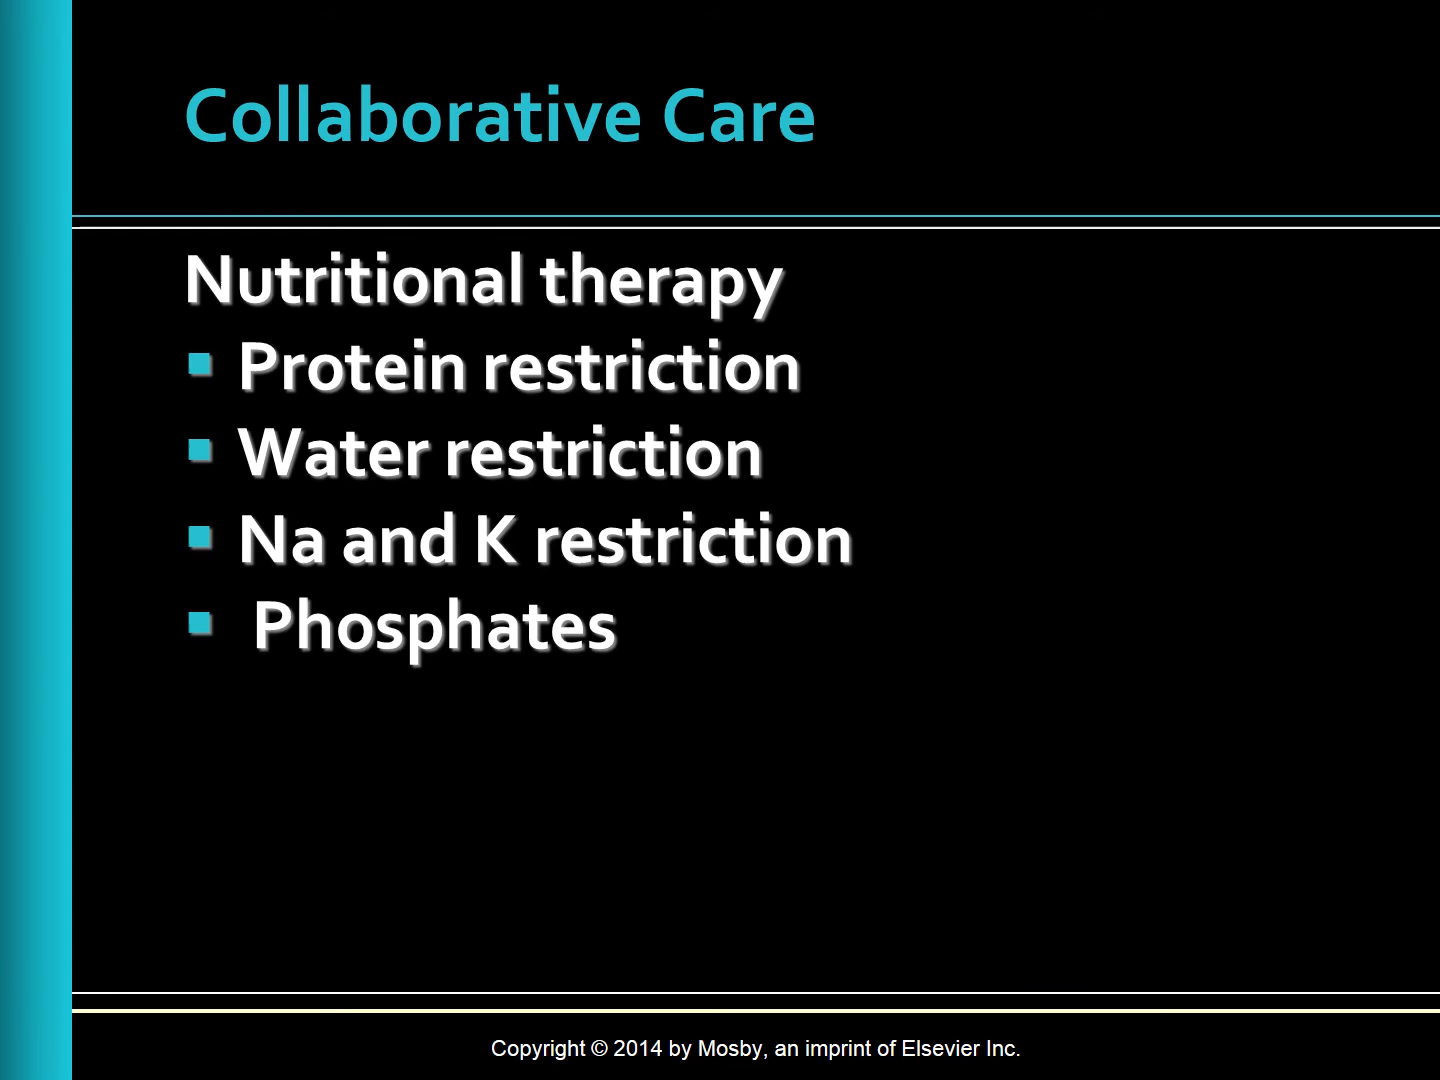 Collaborative Care
Nutritional therapy
Protein restriction
Water restriction
Na and K restriction
Phosphates
Copyright © 2014 by Mosby, an imprint of Elsevier Inc.